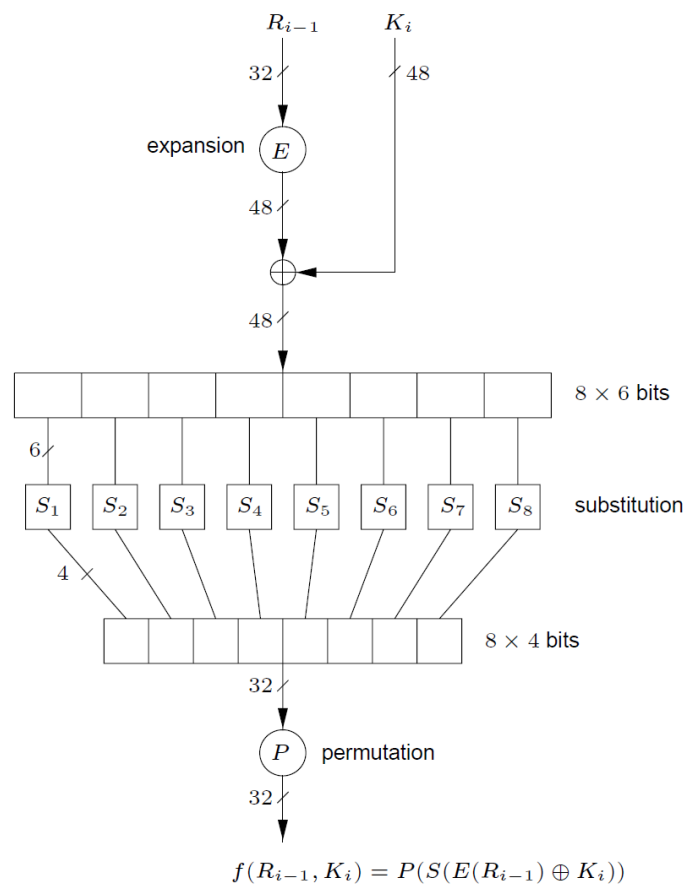 R_{i−1} K_i
32 48
expansion E
48
48
8 × 6 bits
6
S_1 S_2 S_3 S_4 S_5 S_6 S_7 S_8 substitution
4
8 × 4 bits
32
P permutation
32
f(R_{i−1}, K_i) = P(S(E(R_{i−1}) ⊕ K_i))